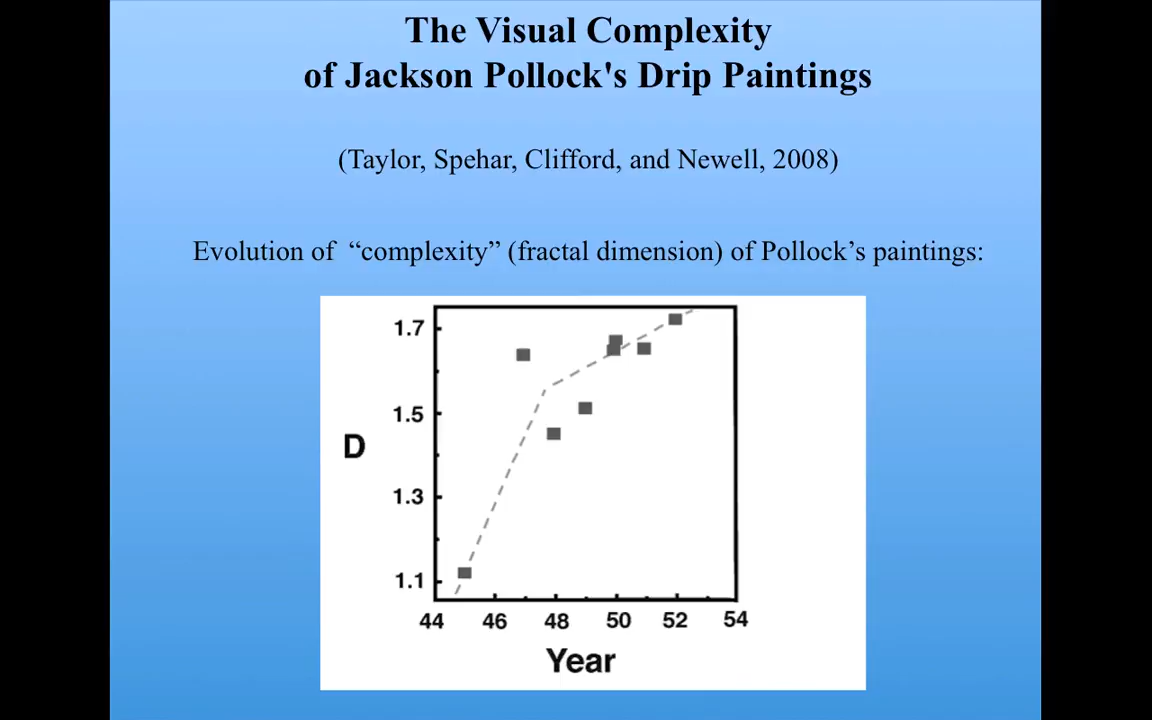 The Visual Complexity
of Jackson Pollock's Drip Paintings
(Taylor, Spehar, Clifford, and Newell, 2008)
Evolution of “complexity” (fractal dimension) of Pollock’s paintings:
1.7
1.5
D
1.3
1.1
44 46 48 50 52 54
Year